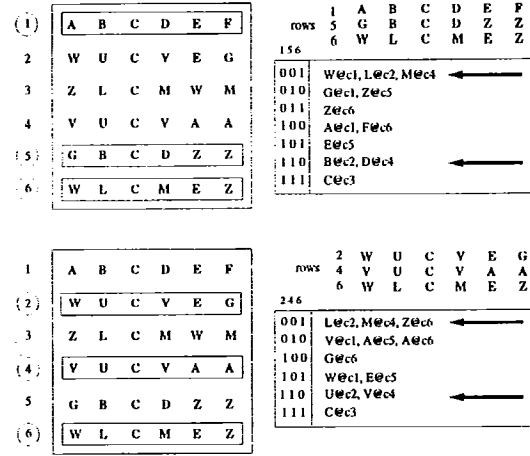 (1) A B C D E F
2 W U C V E G
3 Z L C M W M
4 V U C V A A
(5) G B C D Z Z
(6) W L C M E Z
1 A B C D E F
rows 5 G B C D Z Z
6 W L C M E Z
156
001 W@c1, L@c2, M@c4
010 G@c1, Z@c5
011 Z@c6
100 A@c1, F@c6
101 E@c5
110 B@c2, D@c4
111 C@c3
1 A B C D E F
(2) W U C V E G
3 Z L C M W M
(4) V U C V A A
5 G B C D Z Z
(6) W L C M E Z
2 W U C V E G
rows 4 V U C V A A
6 W L C M E Z
246
001 L@c2, M@c4, Z@c6
010 V@c1, A@c5, A@c6
100 G@c6
101 W@c1, E@c5
110 U@c2, V@c4
111 C@c3